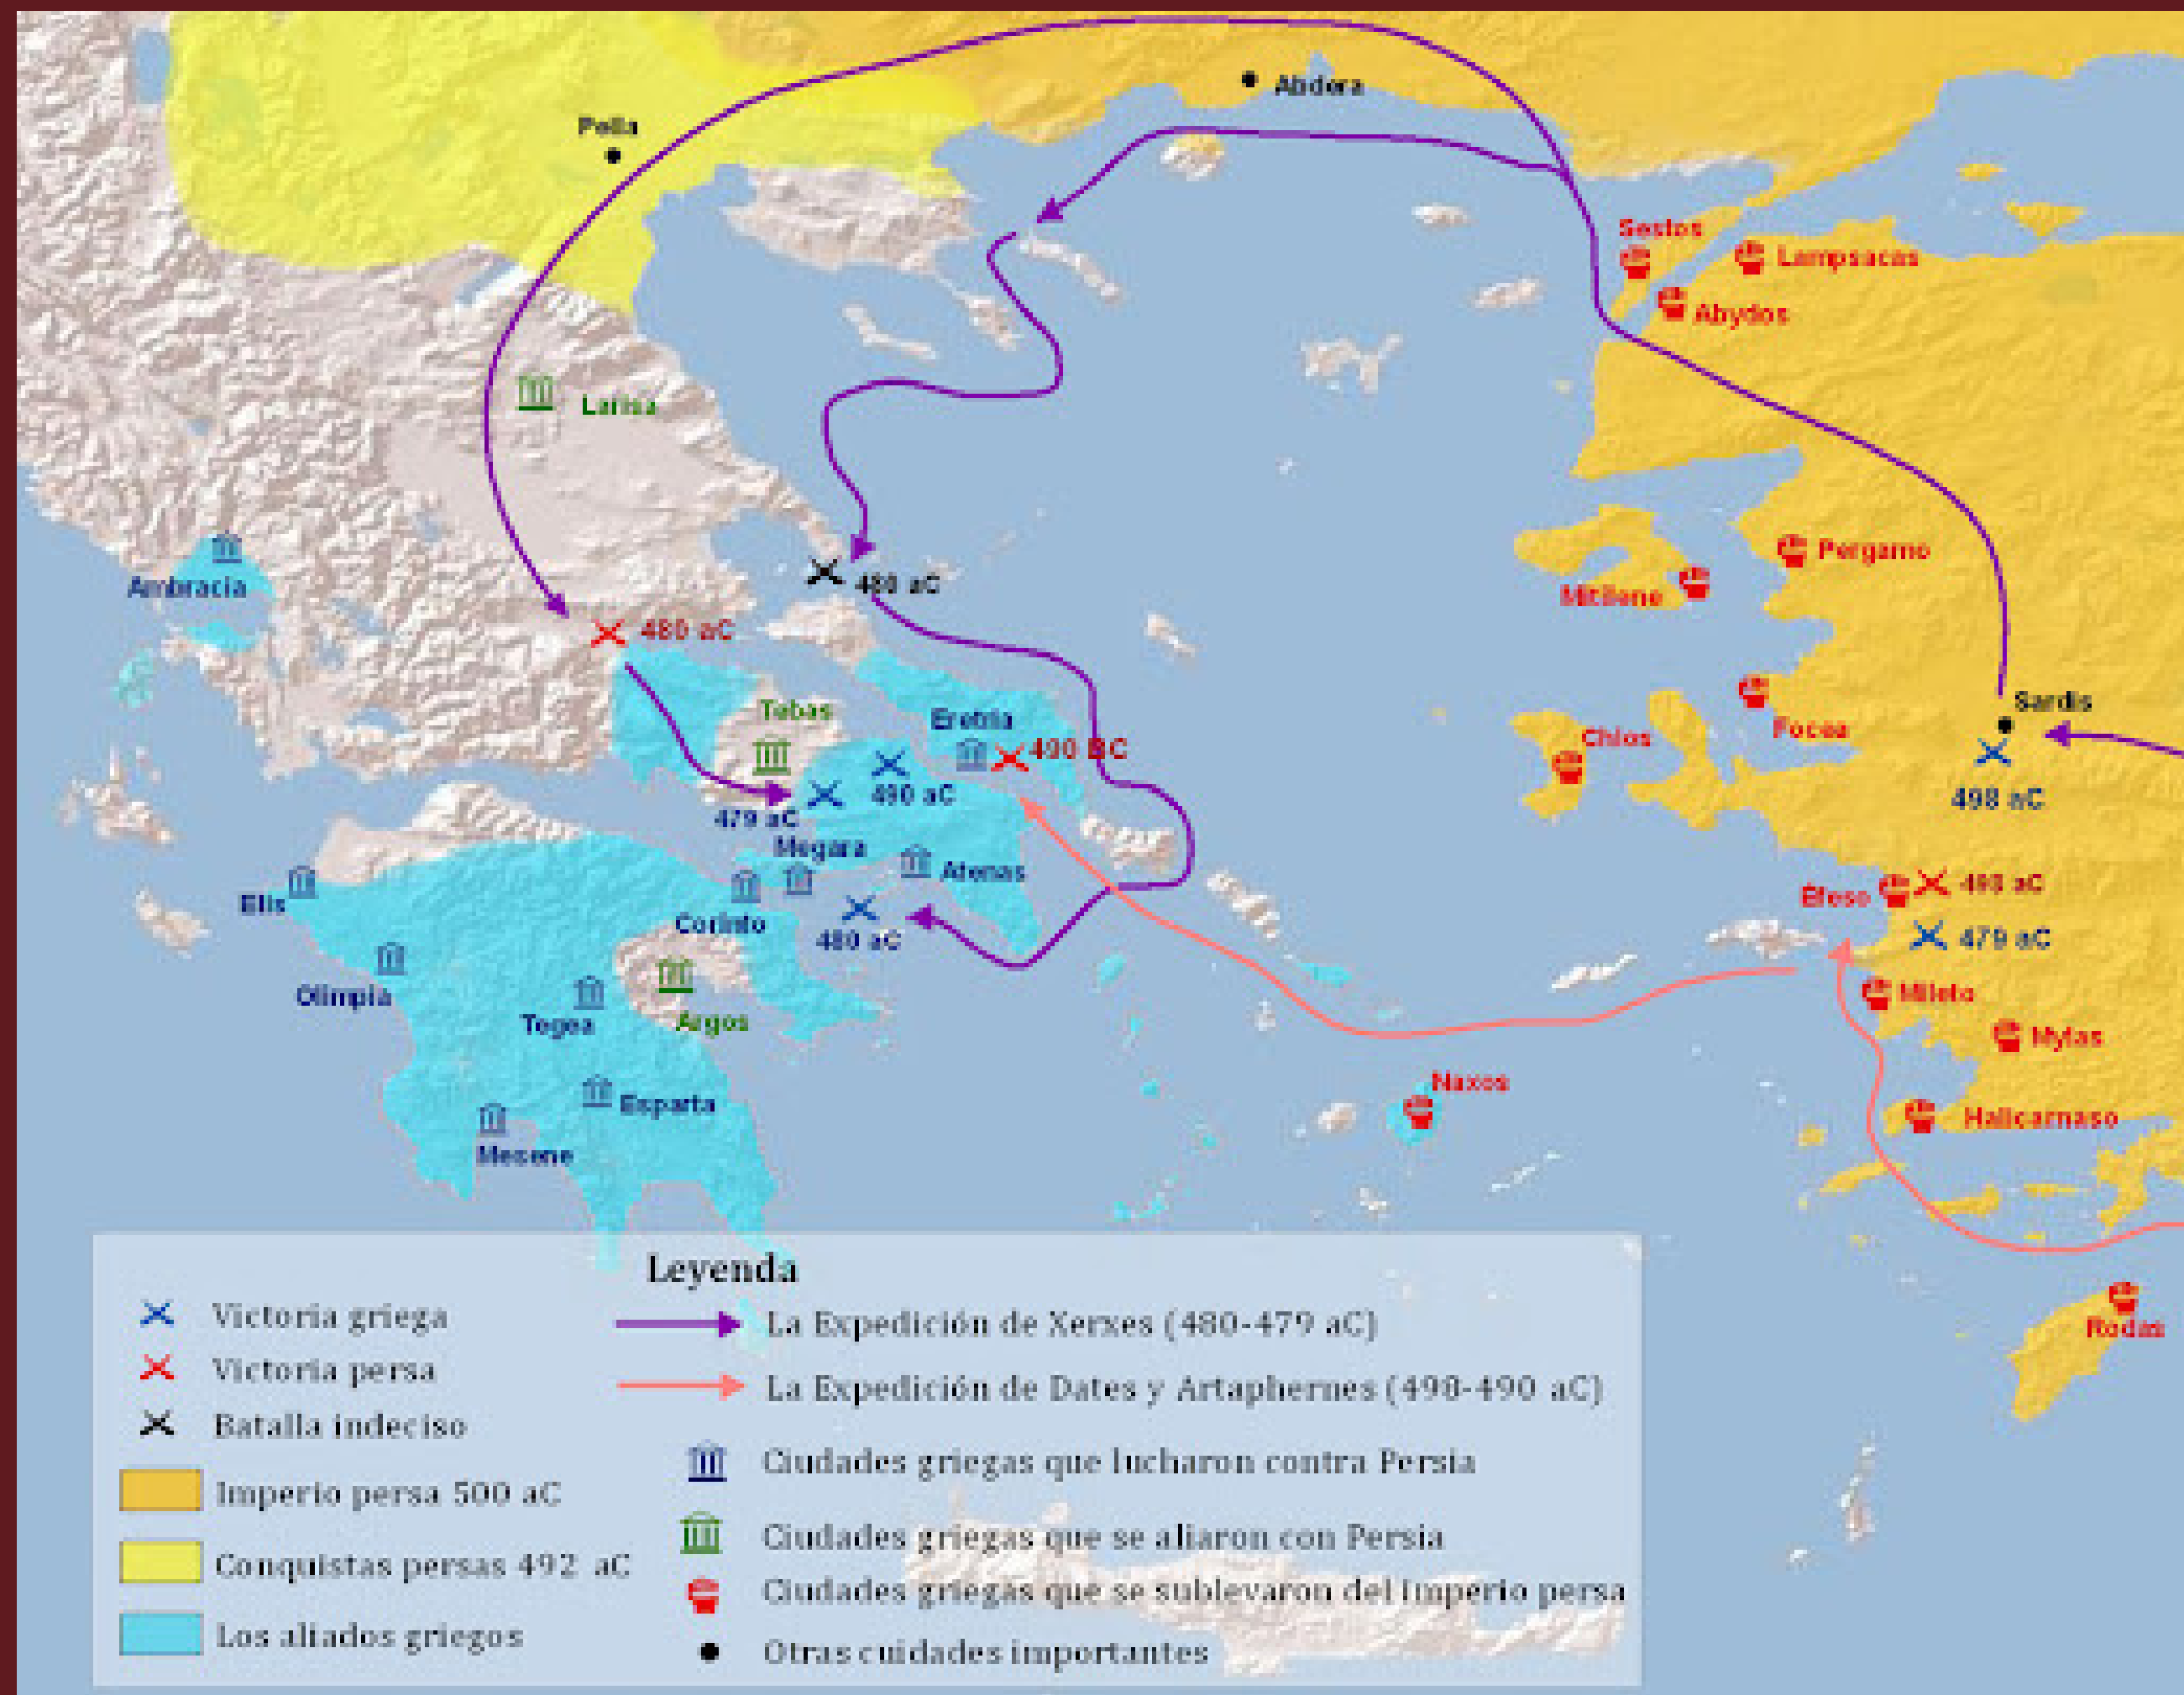 Abdera
Pella
Sestos
Lampsacas
Abydos
Larisa
Pergamo
Mitilene
Ambracia
480 aC
480 aC
Sardis
Tebas
Eretria
490 BC
Focea
Chios
490 aC
498 aC
479 aC
Megara
Atenas
Efeso
498 aC
Elis
Corinto
480 aC
479 aC
Olimpia
Tegea
Argos
Mileto
Mylas
Naxos
Esparta
Halicarnaso
Mesene
Rodas
Leyenda
Victoria griega
Victoria persa
Batalla indeciso
Imperio persa 500 aC
Conquistas persas 492 aC
Los aliados griegos
La Expedición de Xerxes (480-479 aC)
La Expedición de Dates y Artaphernes (498-490 aC)
Ciudades griegas que lucharon contra Persia
Ciudades griegas que se aliaron con Persia
Ciudades griegas que se sublevaron del imperio persa
Otras cuidades importantes